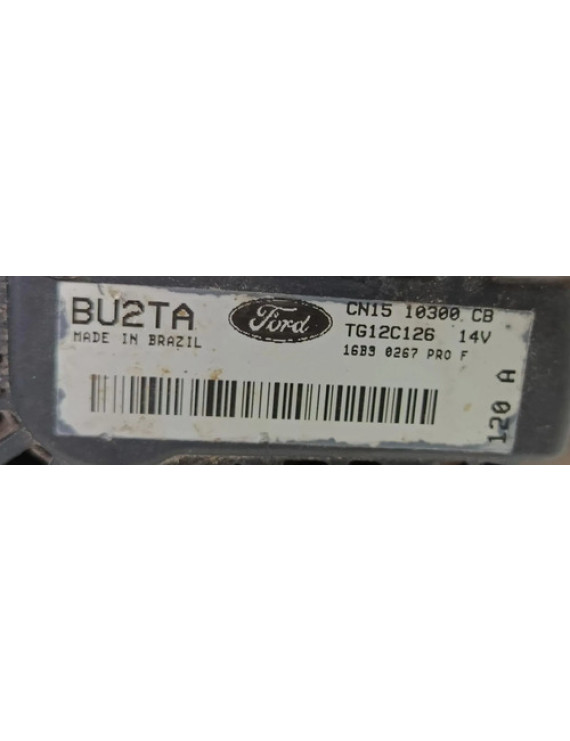 BU2TA
MADE IN BRAZIL
Ford
CN15 10300 CB
TG12C126 14V
16B9 0267 PRO F
120 A